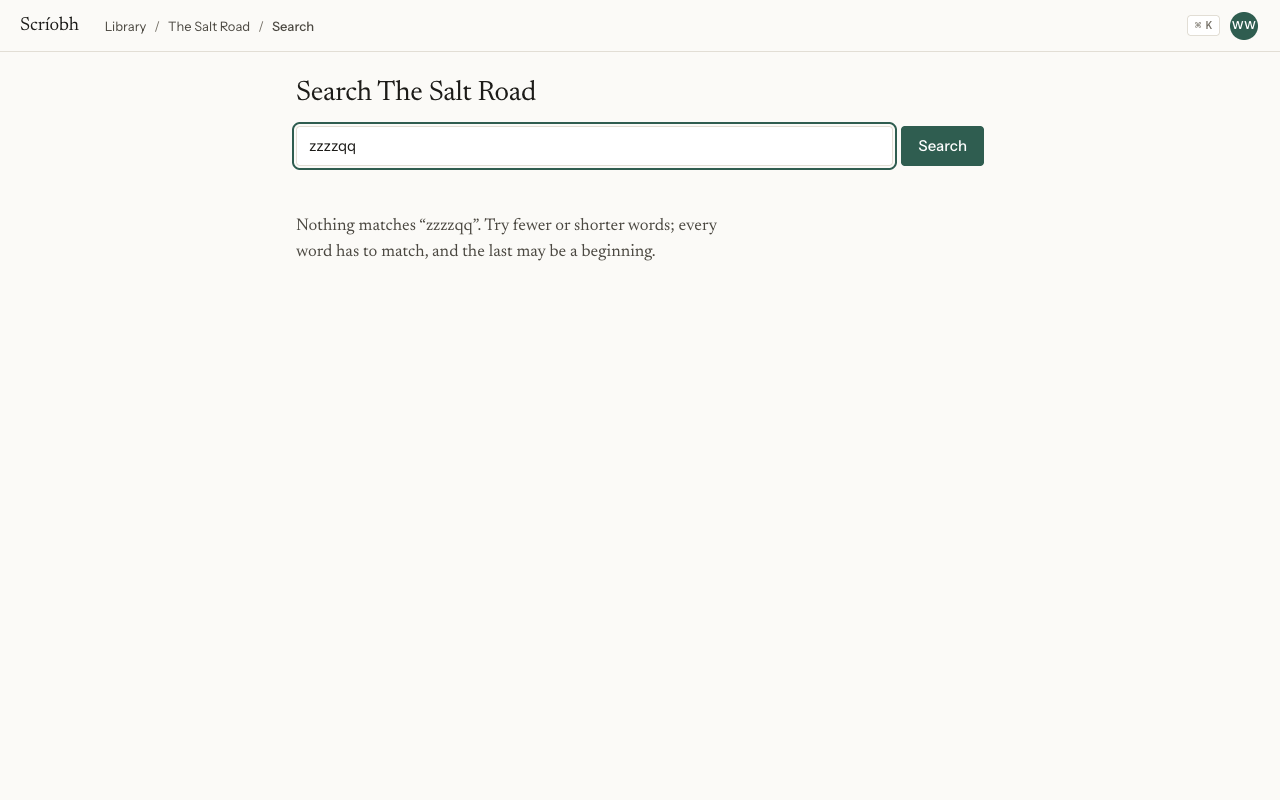 Scríobh
Library / The Salt Road / Search
⌘ K
WW
Search The Salt Road
zzzzqq
Search
Nothing matches “zzzzqq”. Try fewer or shorter words; every
word has to match, and the last may be a beginning.